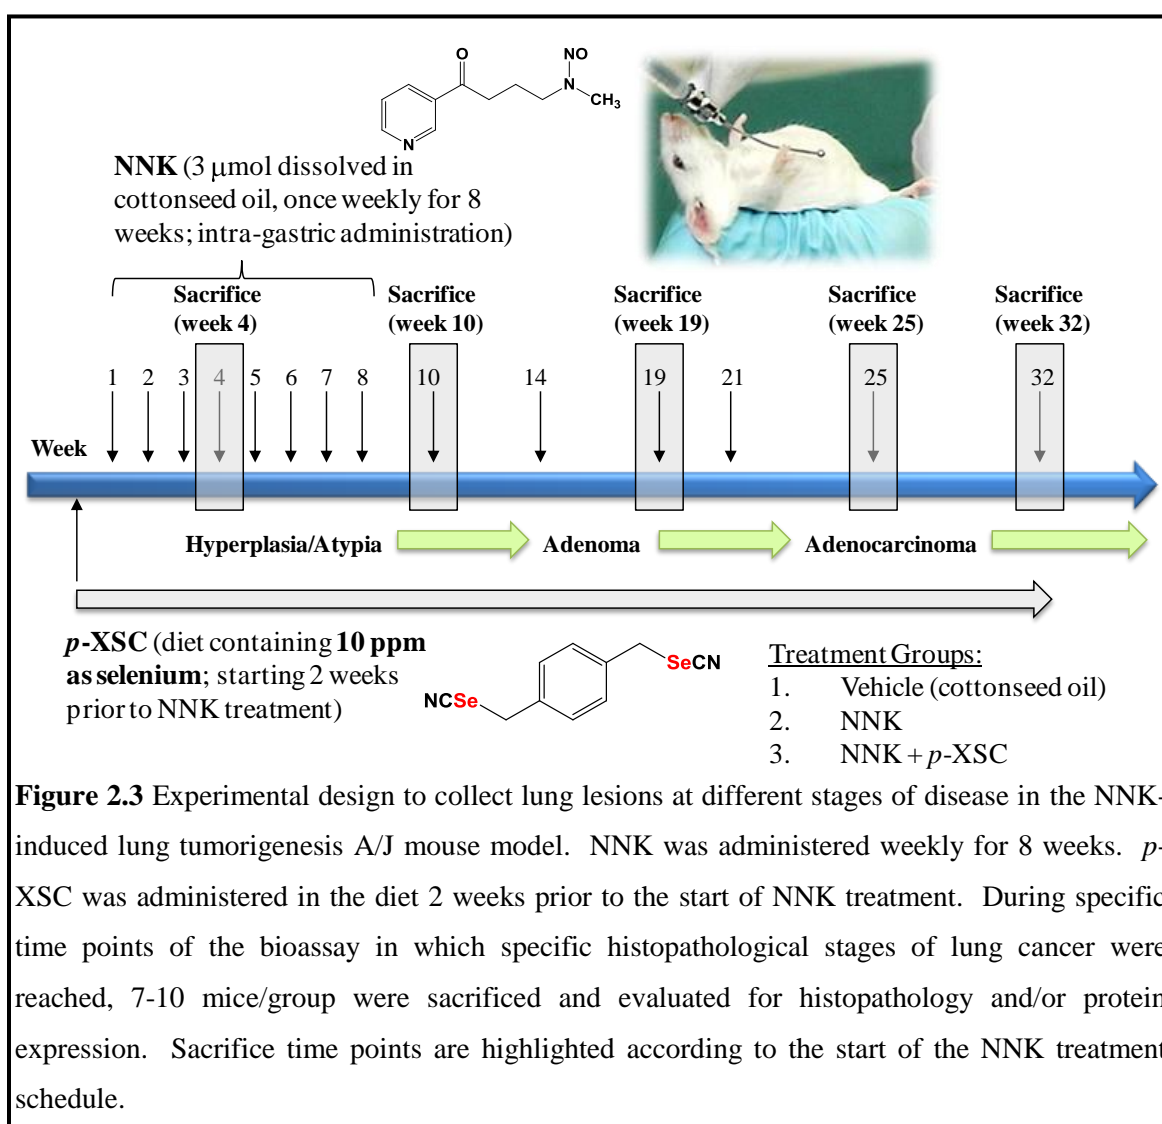 O
NO
N
CH3
N
NNK (3 μmol dissolved in
cottonseed oil, once weekly for 8
weeks; intra-gastric administration)
Sacrifice
(week 4)
Sacrifice
(week 10)
Sacrifice
(week 19)
Sacrifice
(week 25)
Sacrifice
(week 32)
1 2 3 4 5 6 7 8 10 14 19 21 25 32
Week
Hyperplasia/Atypia Adenoma Adenocarcinoma
p-XSC (diet containing 10 ppm
as selenium; starting 2 weeks
prior to NNK treatment)
SeCN
NCSe
Treatment Groups:
1. Vehicle (cottonseed oil)
2. NNK
3. NNK + p-XSC
Figure 2.3 Experimental design to collect lung lesions at different stages of disease in the NNK-
induced lung tumorigenesis A/J mouse model. NNK was administered weekly for 8 weeks. p-
XSC was administered in the diet 2 weeks prior to the start of NNK treatment. During specific
time points of the bioassay in which specific histopathological stages of lung cancer were
reached, 7-10 mice/group were sacrificed and evaluated for histopathology and/or protein
expression. Sacrifice time points are highlighted according to the start of the NNK treatment
schedule.